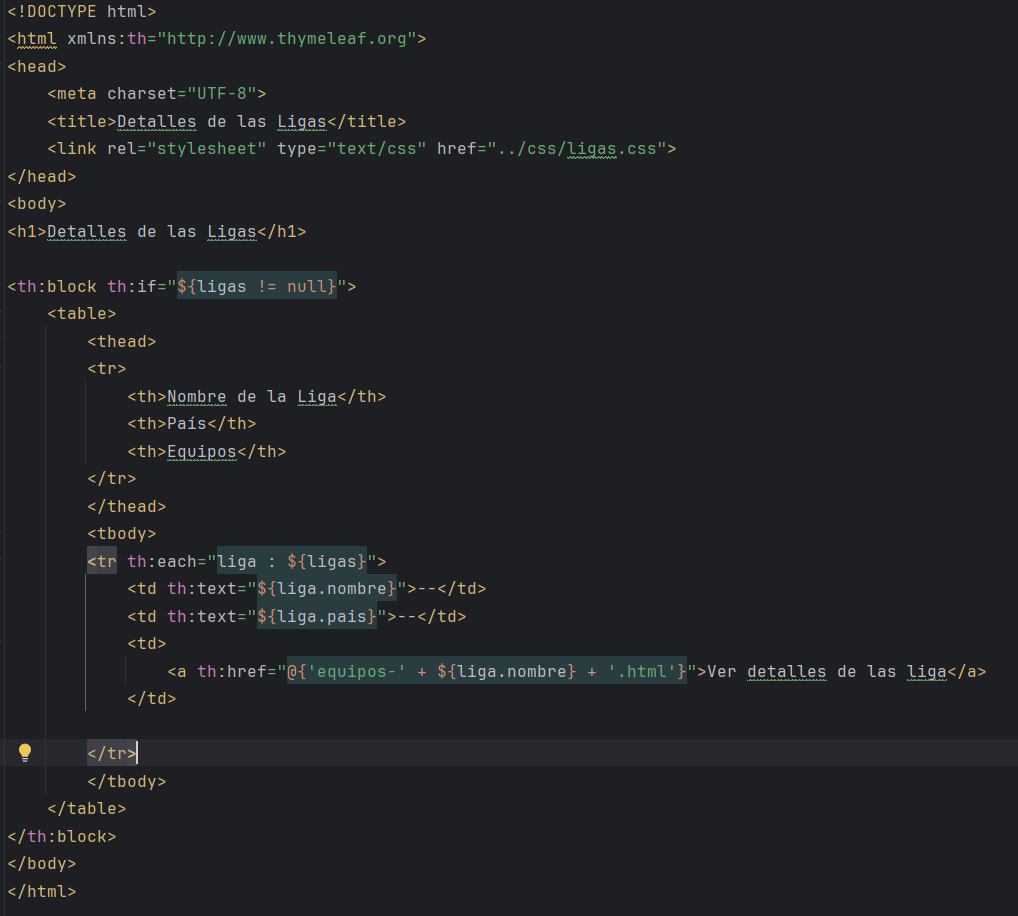 <!DOCTYPE html>
<html xmlns:th="http://www.thymeleaf.org">
<head>
    <meta charset="UTF-8">
    <title>Detalles de las Ligas</title>
    <link rel="stylesheet" type="text/css" href="../css/ligas.css">
</head>
<body>
<h1>Detalles de las Ligas</h1>

<th:block th:if="${ligas != null}">
    <table>
        <thead>
        <tr>
            <th>Nombre de la Liga</th>
            <th>País</th>
            <th>Equipos</th>
        </tr>
        </thead>
        <tbody>
        <tr th:each="liga : ${ligas}">
            <td th:text="${liga.nombre}">--</td>
            <td th:text="${liga.pais}">--</td>
            <td>
                <a th:href="@{'equipos-' + ${liga.nombre} + '.html'}">Ver detalles de las liga</a>
            </td>

        </tr>
        </tbody>
    </table>
</th:block>
</body>
</html>